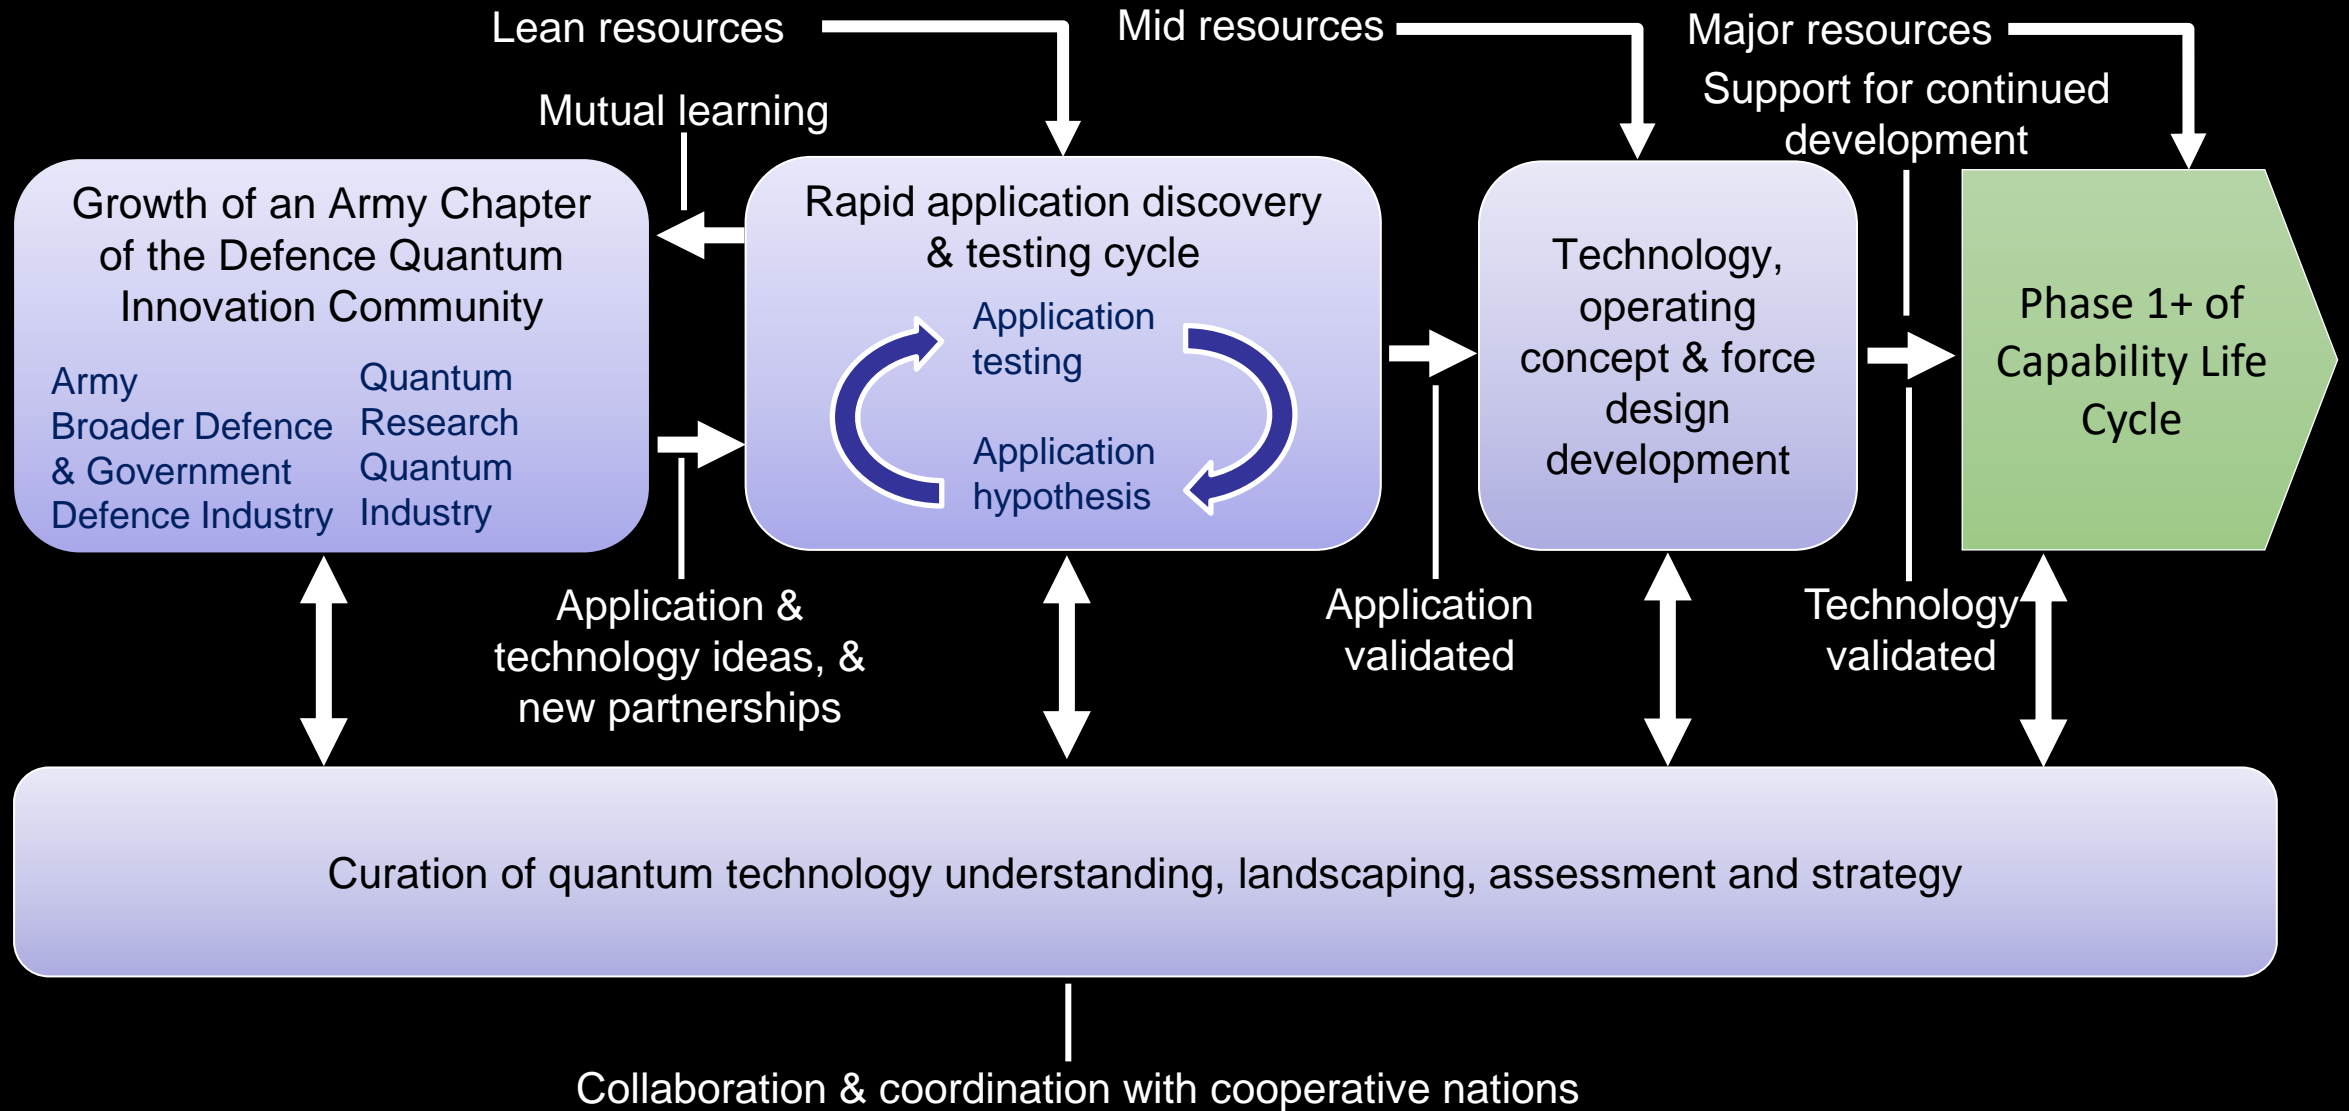 Lean resources
Mid resources
Major resources
Mutual learning
Support for continued
development
Growth of an Army Chapter
of the Defence Quantum
Innovation Community
Army
Broader Defence
& Government
Defence Industry
Quantum
Research
Quantum
Industry
Rapid application discovery
& testing cycle
Application
testing
Application
hypothesis
Technology,
operating
concept & force
design
development
Phase 1+ of
Capability Life
Cycle
Application &
technology ideas, &
new partnerships
Application
validated
Technology
validated
Curation of quantum technology understanding, landscaping, assessment and strategy
Collaboration & coordination with cooperative nations